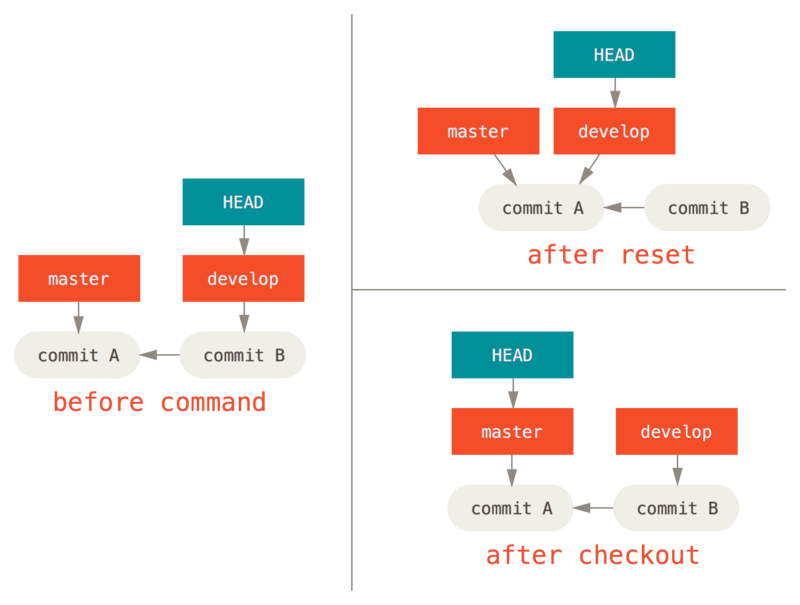 HEAD
master
develop
commit A
commit B
before command
HEAD
master
develop
commit A
commit B
after reset
HEAD
master
develop
commit A
commit B
after checkout